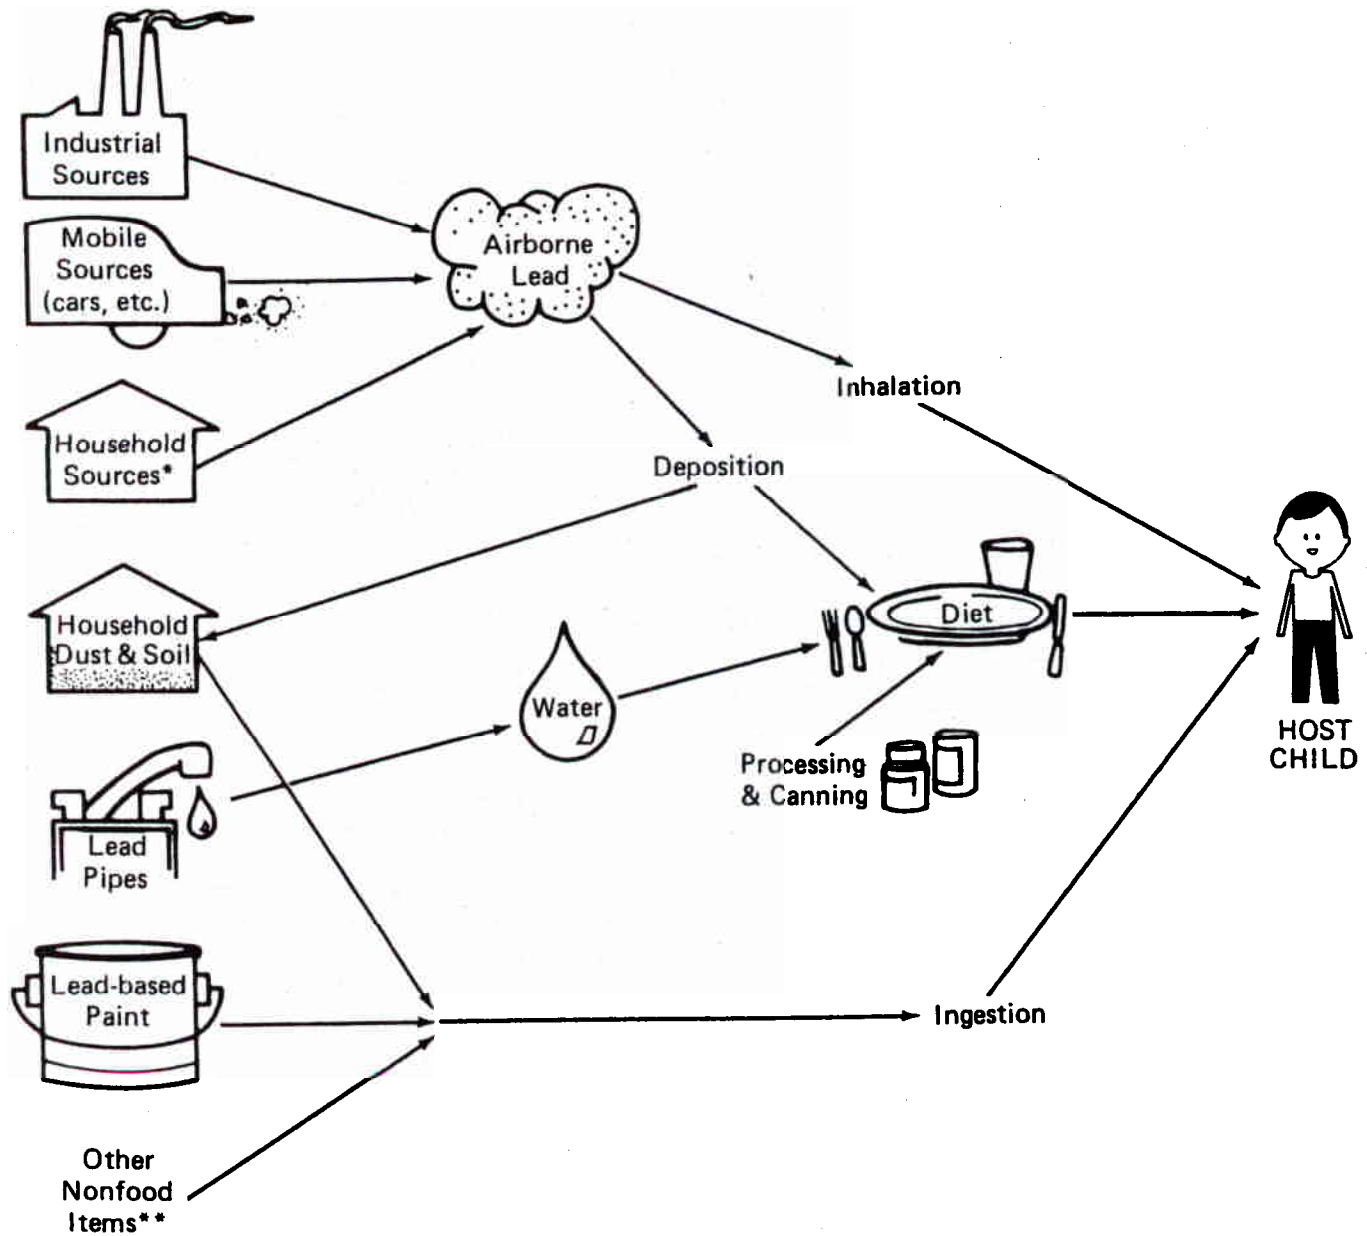 Industrial
Sources
Mobile
Sources
(cars, etc.)
Airborne
Lead
Inhalation
Household
Sources*
Deposition
Household
Dust & Soil
Diet
Water
HOST
CHILD
Processing
& Canning
Lead
Pipes
Lead-based
Paint
Ingestion
Other
Nonfood
Items**